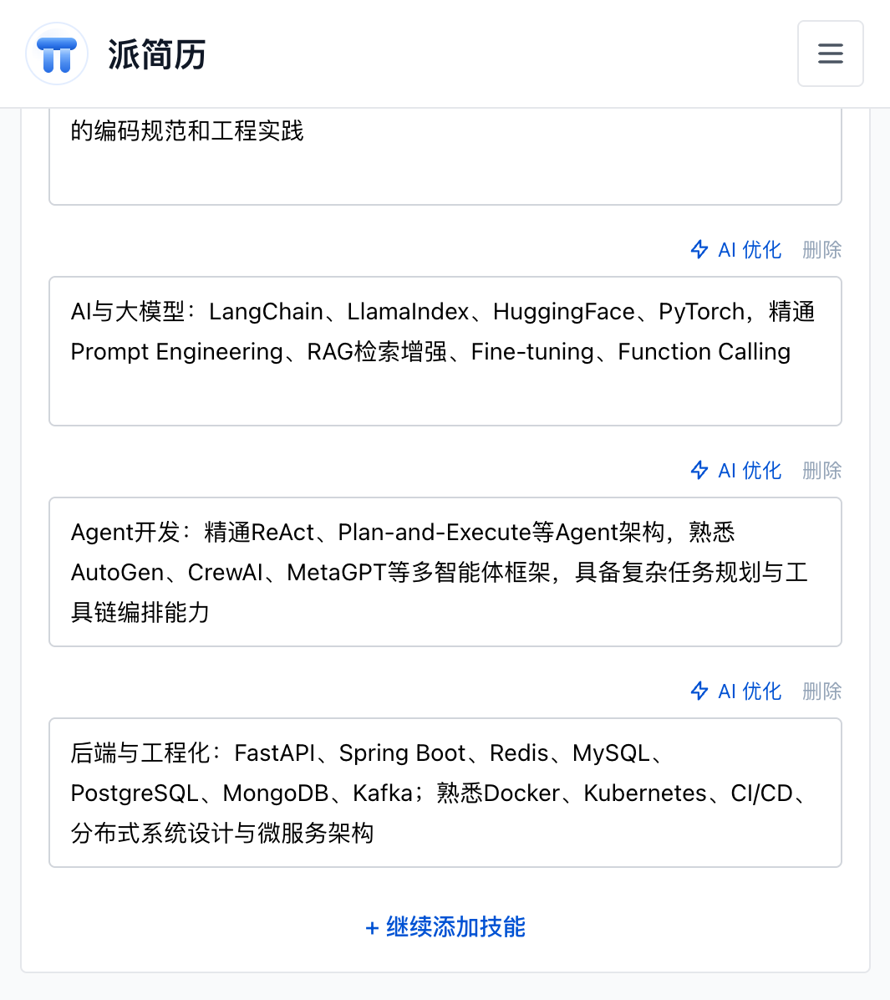 派简历
的编码规范和工程实践
AI 优化 删除
AI与大模型：LangChain、LlamaIndex、HuggingFace、PyTorch，精通
Prompt Engineering、RAG检索增强、Fine-tuning、Function Calling
AI 优化 删除
Agent开发：精通ReAct、Plan-and-Execute等Agent架构，熟悉
AutoGen、CrewAI、MetaGPT等多智能体框架，具备复杂任务规划与工
具链编排能力
AI 优化 删除
后端与工程化：FastAPI、Spring Boot、Redis、MySQL、
PostgreSQL、MongoDB、Kafka；熟悉Docker、Kubernetes、CI/CD、
分布式系统设计与微服务架构
+ 继续添加技能